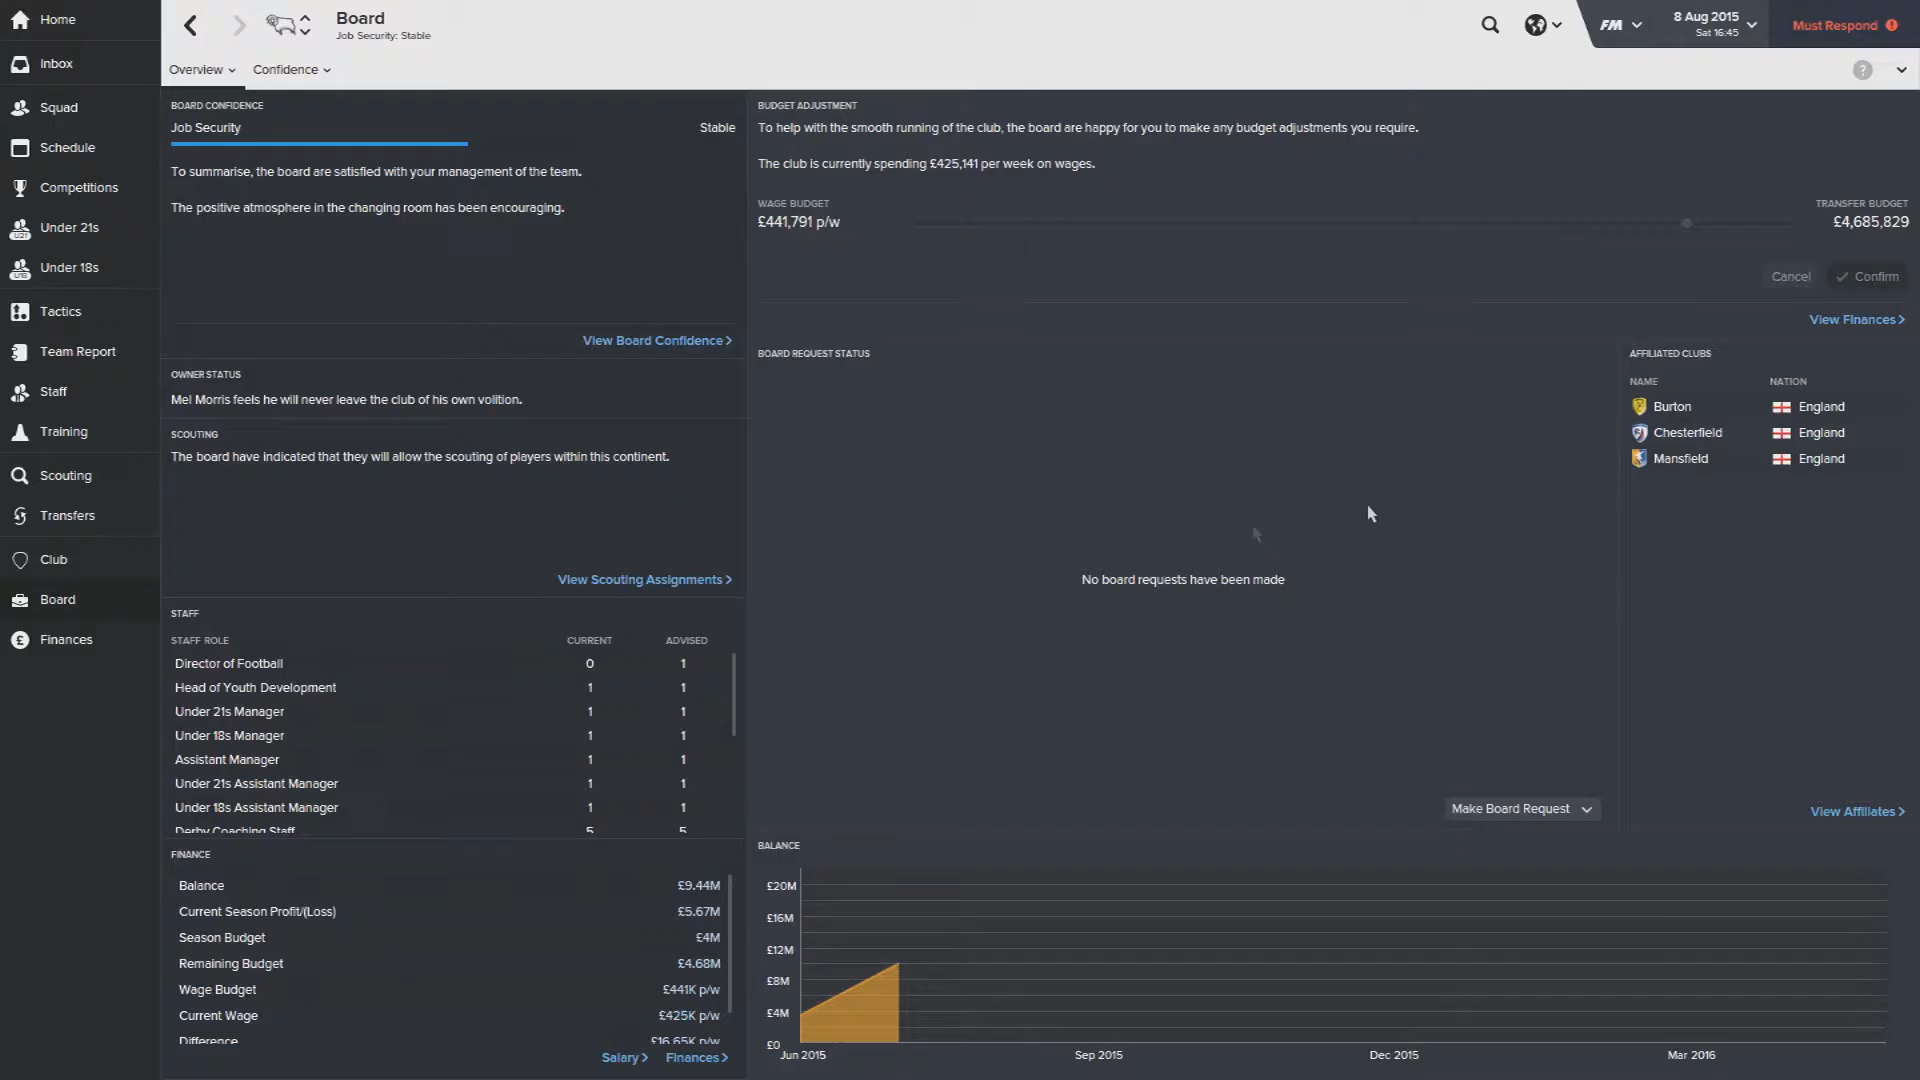 Home
Inbox
Squad
Schedule
Competitions
Under 21s
Under 18s
Tactics
Team Report
Staff
Training
Scouting
Transfers
Club
Board
Finances
Board
Job Security: Stable
FM
8 Aug 2015
Sat 16:45
Must Respond
Overview
Confidence
?
BOARD CONFIDENCE
Job Security Stable
To summarise, the board are satisfied with your management of the team.
The positive atmosphere in the changing room has been encouraging.
View Board Confidence >
OWNER STATUS
Mel Morris feels he will never leave the club of his own volition.
SCOUTING
The board have indicated that they will allow the scouting of players within this continent.
View Scouting Assignments >
STAFF
STAFF ROLE CURRENT ADVISED
Director of Football 0 1
Head of Youth Development 1 1
Under 21s Manager 1 1
Under 18s Manager 1 1
Assistant Manager 1 1
Under 21s Assistant Manager 1 1
Under 18s Assistant Manager 1 1
Derby Coaching Staff 5 5
FINANCE
Balance £9.44M
Current Season Profit/(Loss) £5.67M
Season Budget £4M
Remaining Budget £4.68M
Wage Budget £441K p/w
Current Wage £425K p/w
Difference £16.65K p/w
Salary > Finances >
BUDGET ADJUSTMENT
To help with the smooth running of the club, the board are happy for you to make any budget adjustments you require.
The club is currently spending £425,141 per week on wages.
WAGE BUDGET TRANSFER BUDGET
£441,791 p/w £4,685,829
Cancel Confirm
View Finances >
BOARD REQUEST STATUS
No board requests have been made
Make Board Request
AFFILIATED CLUBS
NAME NATION
Burton England
Chesterfield England
Mansfield England
View Affiliates >
BALANCE
£20M
£16M
£12M
£8M
£4M
£0
Jun 2015 Sep 2015 Dec 2015 Mar 2016